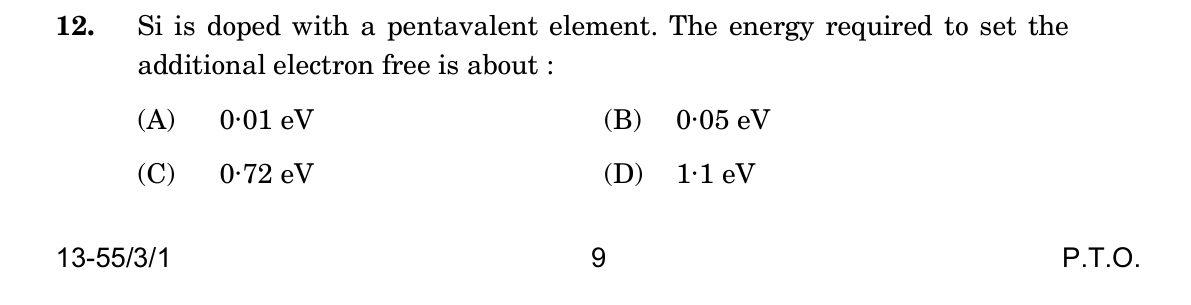 12. Si is doped with a pentavalent element. The energy required to set the
additional electron free is about :
(A) 0·01 eV (B) 0·05 eV
(C) 0·72 eV (D) 1·1 eV
13-55/3/1 9 P.T.O.